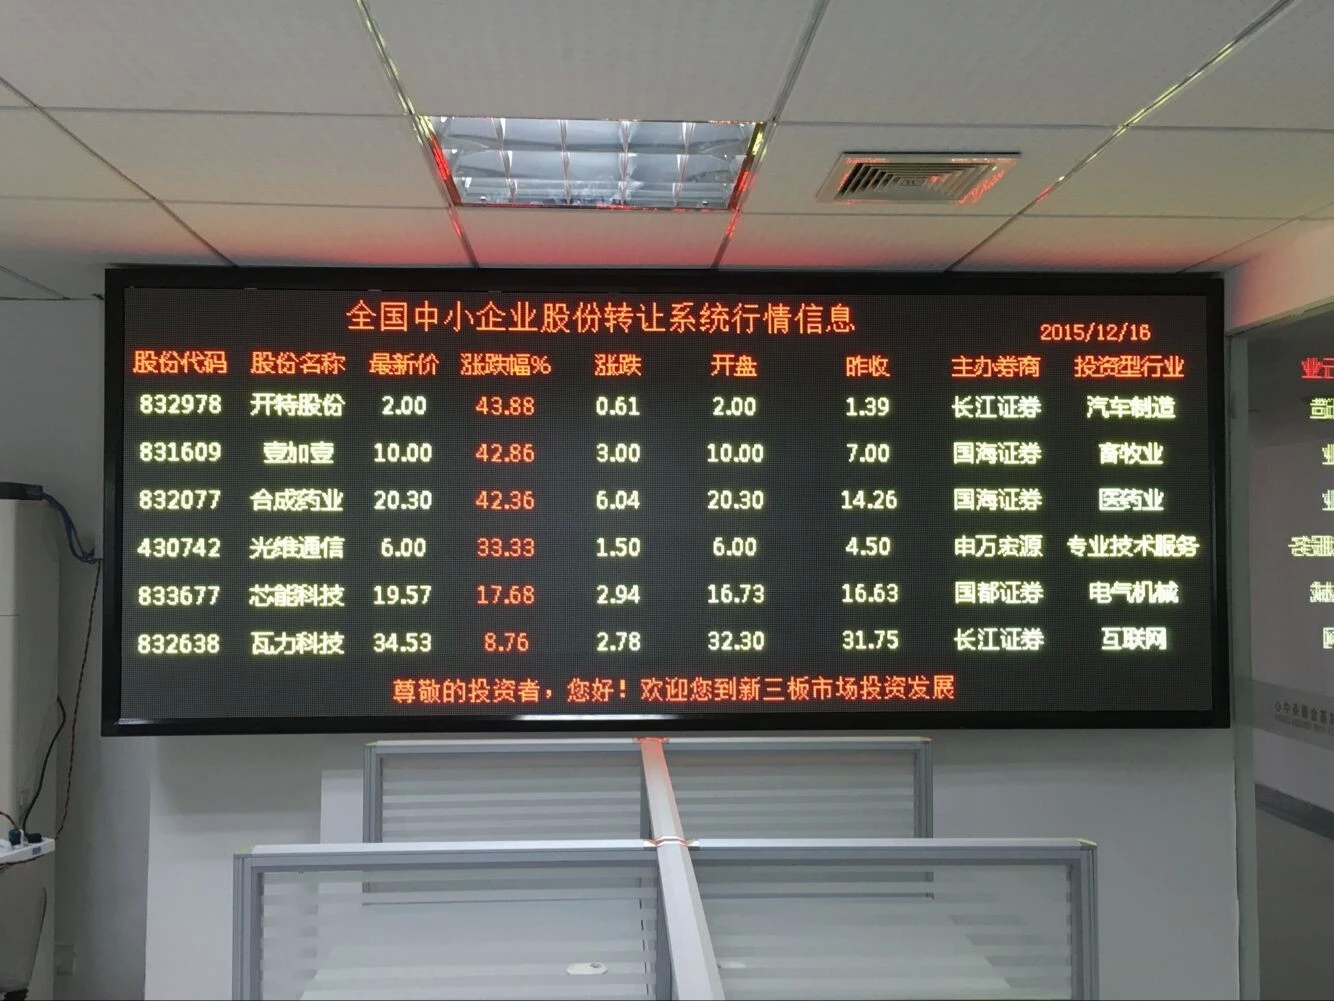 全国中小企业股份转让系统行情信息
2015/12/16
股份代码 股份名称 最新价 涨跌幅% 涨跌 开盘 昨收 主办券商 投资型行业
832978 开特股份 2.00 43.88 0.61 2.00 1.39 长江证券 汽车制造
831609 壹加壹 10.00 42.86 3.00 10.00 7.00 国海证券 畜牧业
832077 合成药业 20.30 42.36 6.04 20.30 14.26 国海证券 医药业
430742 光维通信 6.00 33.33 1.50 6.00 4.50 申万宏源 专业技术服务
833677 芯能科技 19.57 17.68 2.94 16.73 16.63 国都证券 电气机械
832638 瓦力科技 34.53 8.76 2.78 32.30 31.75 长江证券 互联网
尊敬的投资者，您好！欢迎您到新三板市场投资发展